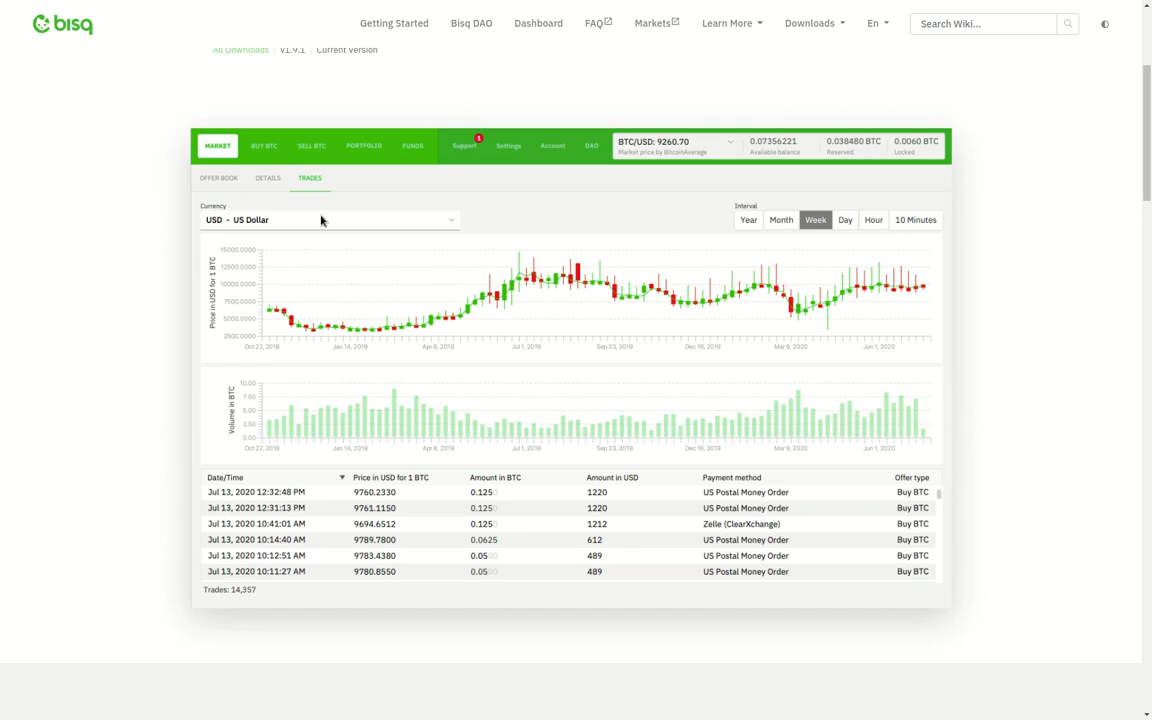 bisq
Getting Started
Bisq DAO
Dashboard
FAQ
Markets
Learn More
Downloads
En
Search Wiki...
All Downloads | v1.9.1 | Current Version
MARKET
BUY BTC
SELL BTC
PORTFOLIO
FUNDS
Support
1
Settings
Account
DAO
BTC/USD: 9260.70
Market price by BitcoinAverage
0.07356221
Available balance
0.038480 BTC
Reserved
0.0060 BTC
Locked
OFFER BOOK
DETAILS
TRADES
Currency
USD - US Dollar
Interval
Year
Month
Week
Day
Hour
10 Minutes
Price in USD for 1 BTC
15000.0000
12500.0000
10000.0000
7500.0000
5000.0000
2500.0000
Oct 22, 2018
Jan 14, 2019
Apr 8, 2019
Jul 1, 2019
Sep 23, 2019
Dec 16, 2019
Mar 9, 2020
Jun 1, 2020
Volume in BTC
10.00
7.50
5.00
2.50
0.00
Oct 22, 2018
Jan 14, 2019
Apr 8, 2019
Jul 1, 2019
Sep 23, 2019
Dec 16, 2019
Mar 9, 2020
Jun 1, 2020
Date/Time Price in USD for 1 BTC Amount in BTC Amount in USD Payment method Offer type
Jul 13, 2020 12:32:48 PM 9760.2330 0.1250 1220 US Postal Money Order Buy BTC
Jul 13, 2020 12:31:13 PM 9761.1150 0.1250 1220 US Postal Money Order Buy BTC
Jul 13, 2020 10:41:01 AM 9694.6512 0.1250 1212 Zelle (ClearXchange) Buy BTC
Jul 13, 2020 10:14:40 AM 9789.7800 0.0625 612 US Postal Money Order Buy BTC
Jul 13, 2020 10:12:51 AM 9783.4380 0.0500 489 US Postal Money Order Buy BTC
Jul 13, 2020 10:11:27 AM 9780.8550 0.0500 489 US Postal Money Order Buy BTC
Trades: 14,357